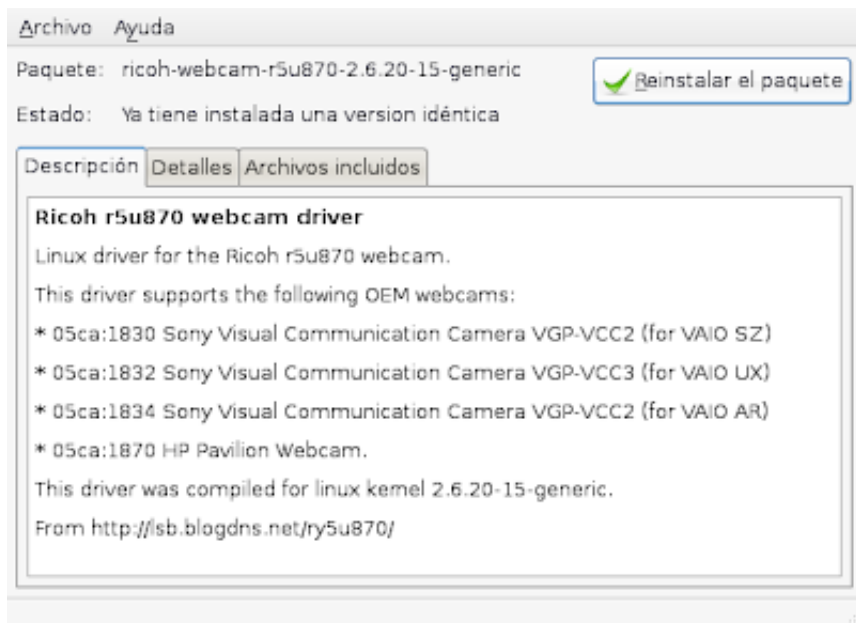 Archivo Ayuda
Paquete: ricoh-webcam-r5u870-2.6.20-15-generic
Reinstalar el paquete
Estado: Ya tiene instalada una version idéntica
Descripción Detalles Archivos incluidos
Ricoh r5u870 webcam driver
Linux driver for the Ricoh r5u870 webcam.
This driver supports the following OEM webcams:
* 05ca:1830 Sony Visual Communication Camera VGP-VCC2 (for VAIO SZ)
* 05ca:1832 Sony Visual Communication Camera VGP-VCC3 (for VAIO UX)
* 05ca:1834 Sony Visual Communication Camera VGP-VCC2 (for VAIO AR)
* 05ca:1870 HP Pavilion Webcam.
This driver was compiled for linux kernel 2.6.20-15-generic.
From http://lsb.blogdns.net/ry5u870/